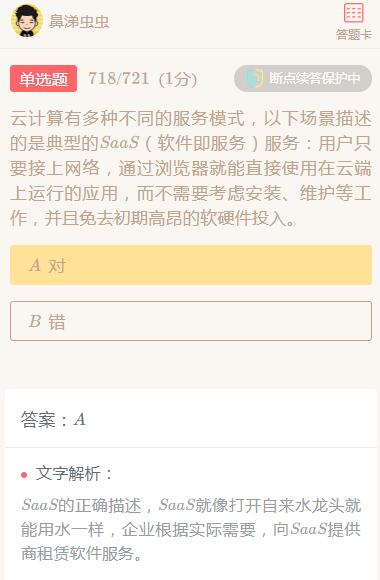 鼻涕虫虫
答题卡
单选题 718/721 (1分) 断点续答保护中
云计算有多种不同的服务模式，以下场景描述
的是典型的SaaS（软件即服务）服务：用户只
要接上网络，通过浏览器就能直接使用在云端
上运行的应用，而不需要考虑安装、维护等工
作，并且免去初期高昂的软硬件投入。
A 对
B 错
答案：A
文字解析：
SaaS的正确描述，SaaS就像打开自来水龙头就
能用水一样，企业根据实际需要，向SaaS提供
商租赁软件服务。